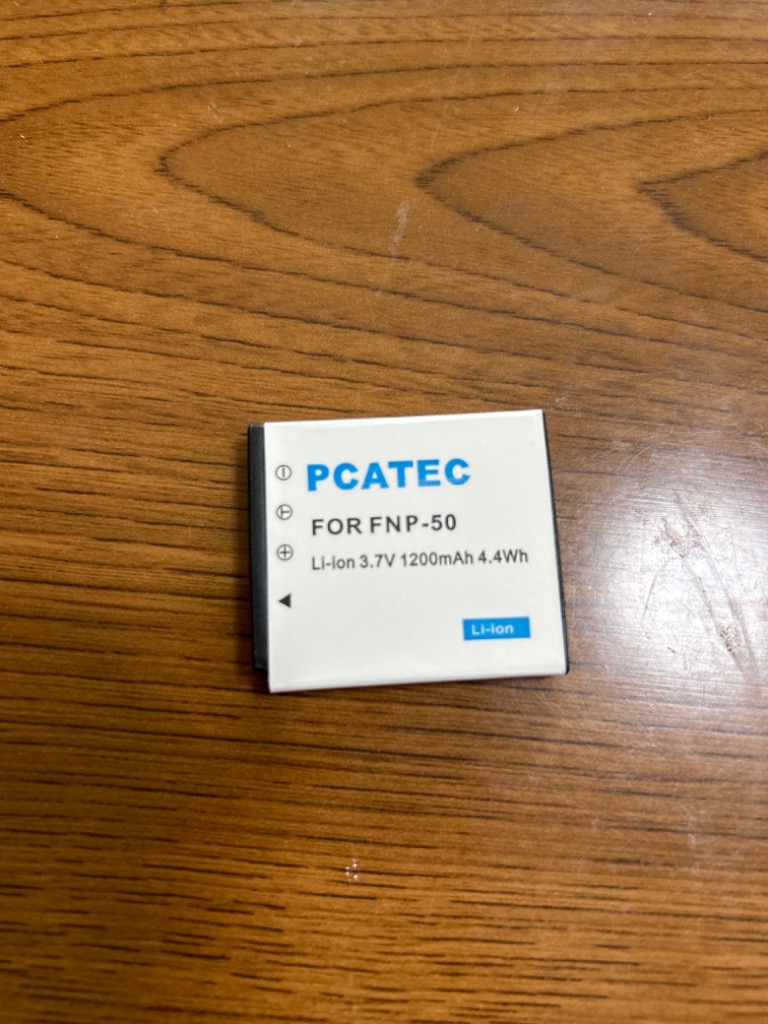 PCATEC
FOR FNP-50
Li-ion 3.7V 1200mAh 4.4Wh
Li-ion